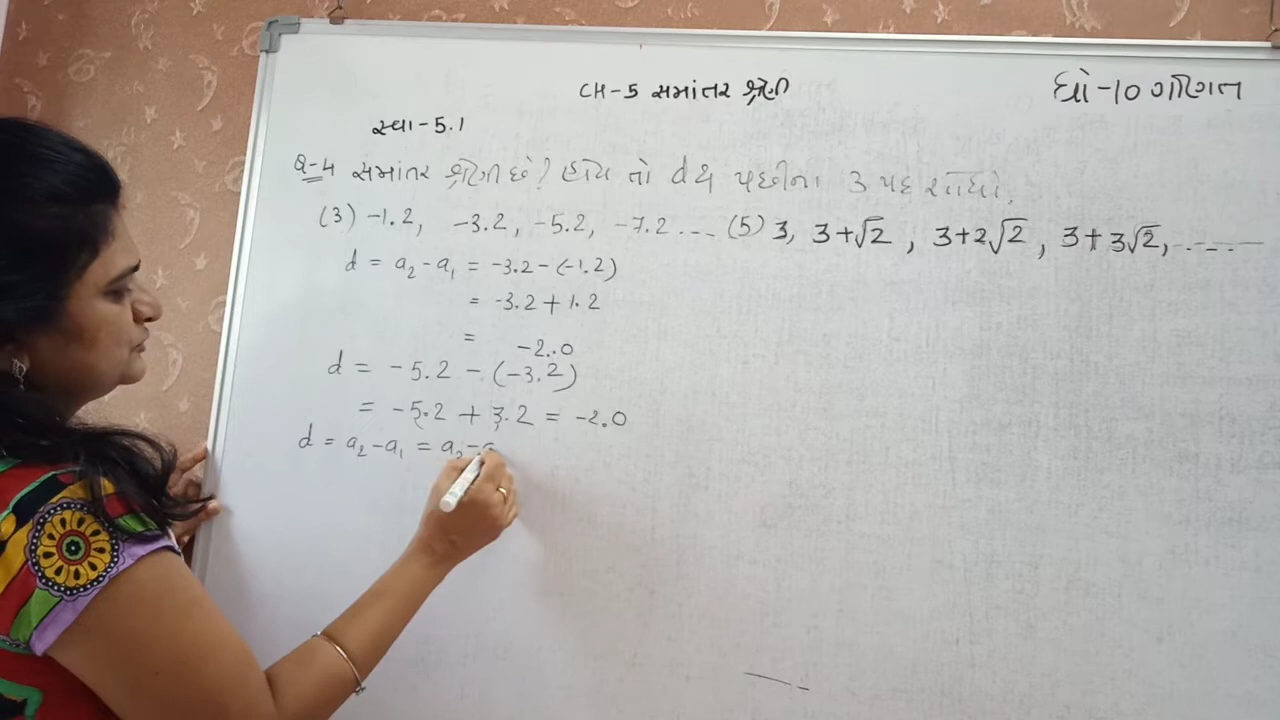 CH-5 સમાંતર શ્રેણી
ધો-10 ગણિત
સ્વા-5.1
Q-4 સમાંતર શ્રેણી છે? હોય તો d & પછીના 3 પદ શોધો.
(3) -1.2, -3.2, -5.2, -7.2 .... (5) 3, 3+√2, 3+2√2, 3+3√2, .....
d = a₂-a₁ = -3.2-(-1.2)
= -3.2+1.2
= -2.0
d = -5.2 - (-3.2)
= -5.2 + 3.2 = -2.0
d = a₂-a₁ = a₃-a